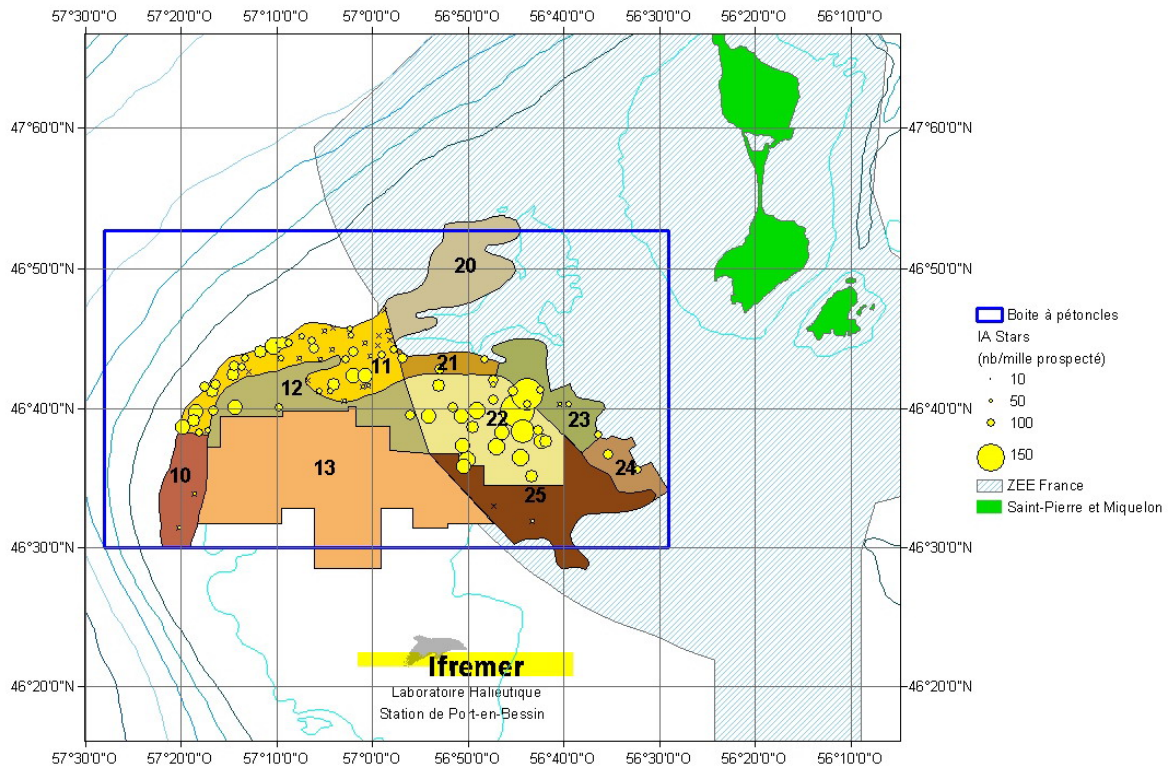 57°30'0"W 57°20'0"W 57°10'0"W 57°0'0"W 56°50'0"W 56°40'0"W 56°30'0"W 56°20'0"W 56°10'0"W
47°60'0"N 47°60'0"N
46°50'0"N 46°50'0"N
46°40'0"N 46°40'0"N
46°30'0"N 46°30'0"N
46°20'0"N 46°20'0"N
20
21
11
12
22
23
10
13
24
25
Boite à pétoncles
IA Stars
(nb/mille prospecté)
10
50
100
150
ZEE France
Saint-Pierre et Miquelon
Ifremer
Laboratoire Halieutique
Station de Port-en-Bessin
57°30'0"W 57°20'0"W 57°10'0"W 57°0'0"W 56°50'0"W 56°40'0"W 56°30'0"W 56°20'0"W 56°10'0"W